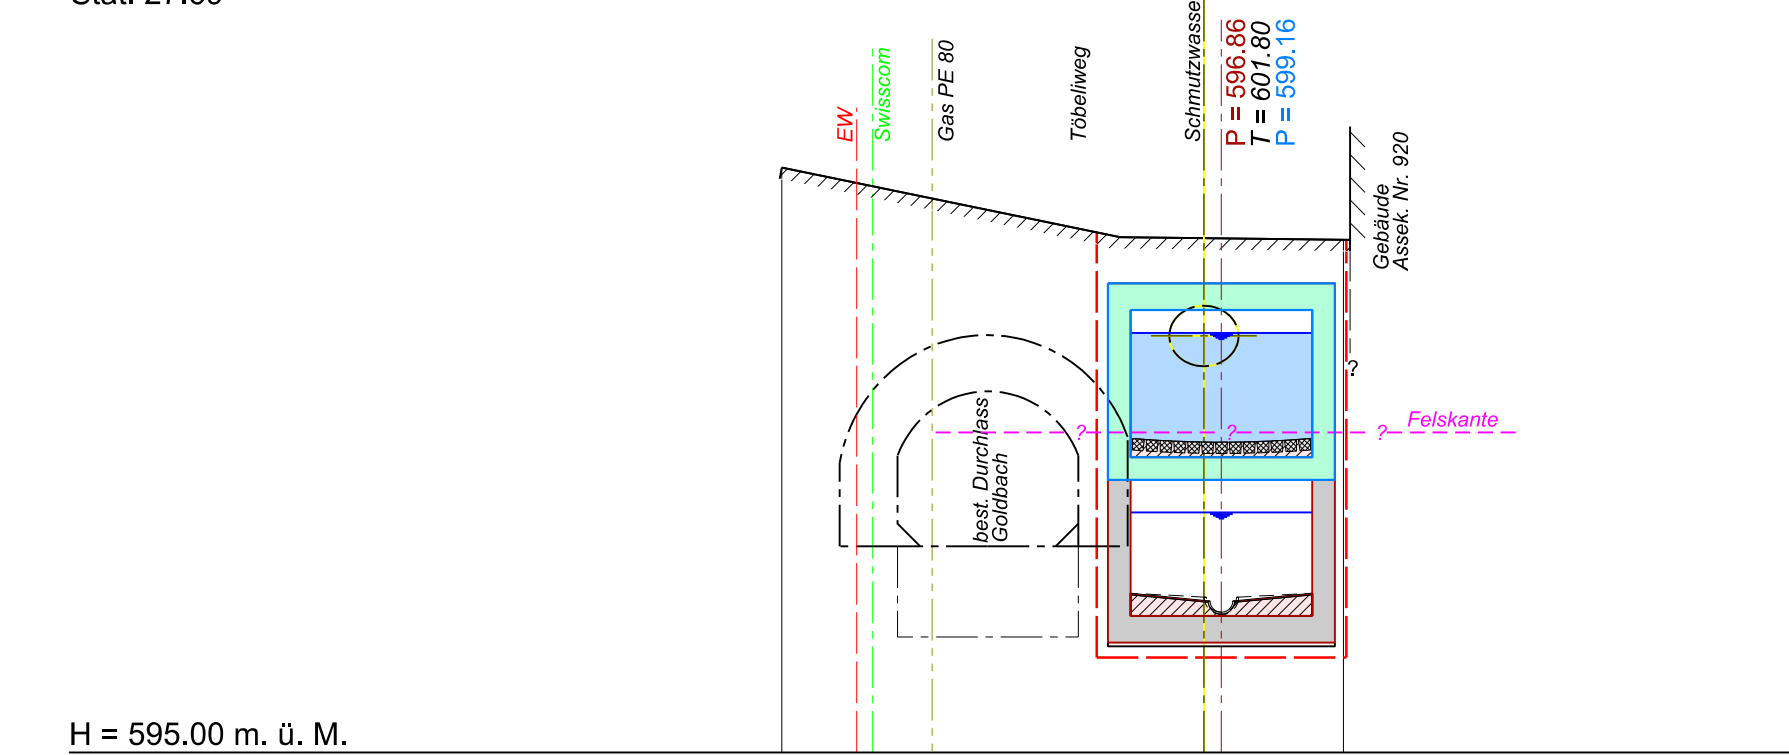 EW
Swisscom
Gas PE 80
Töbeliweg
Schmutzwasse
P = 596.86
T = 601.80
P = 599.16
Gebäude
Assek. Nr. 920
?
Felskante
?
?
?
best. Durchlass
Goldbach
H = 595.00 m. ü. M.